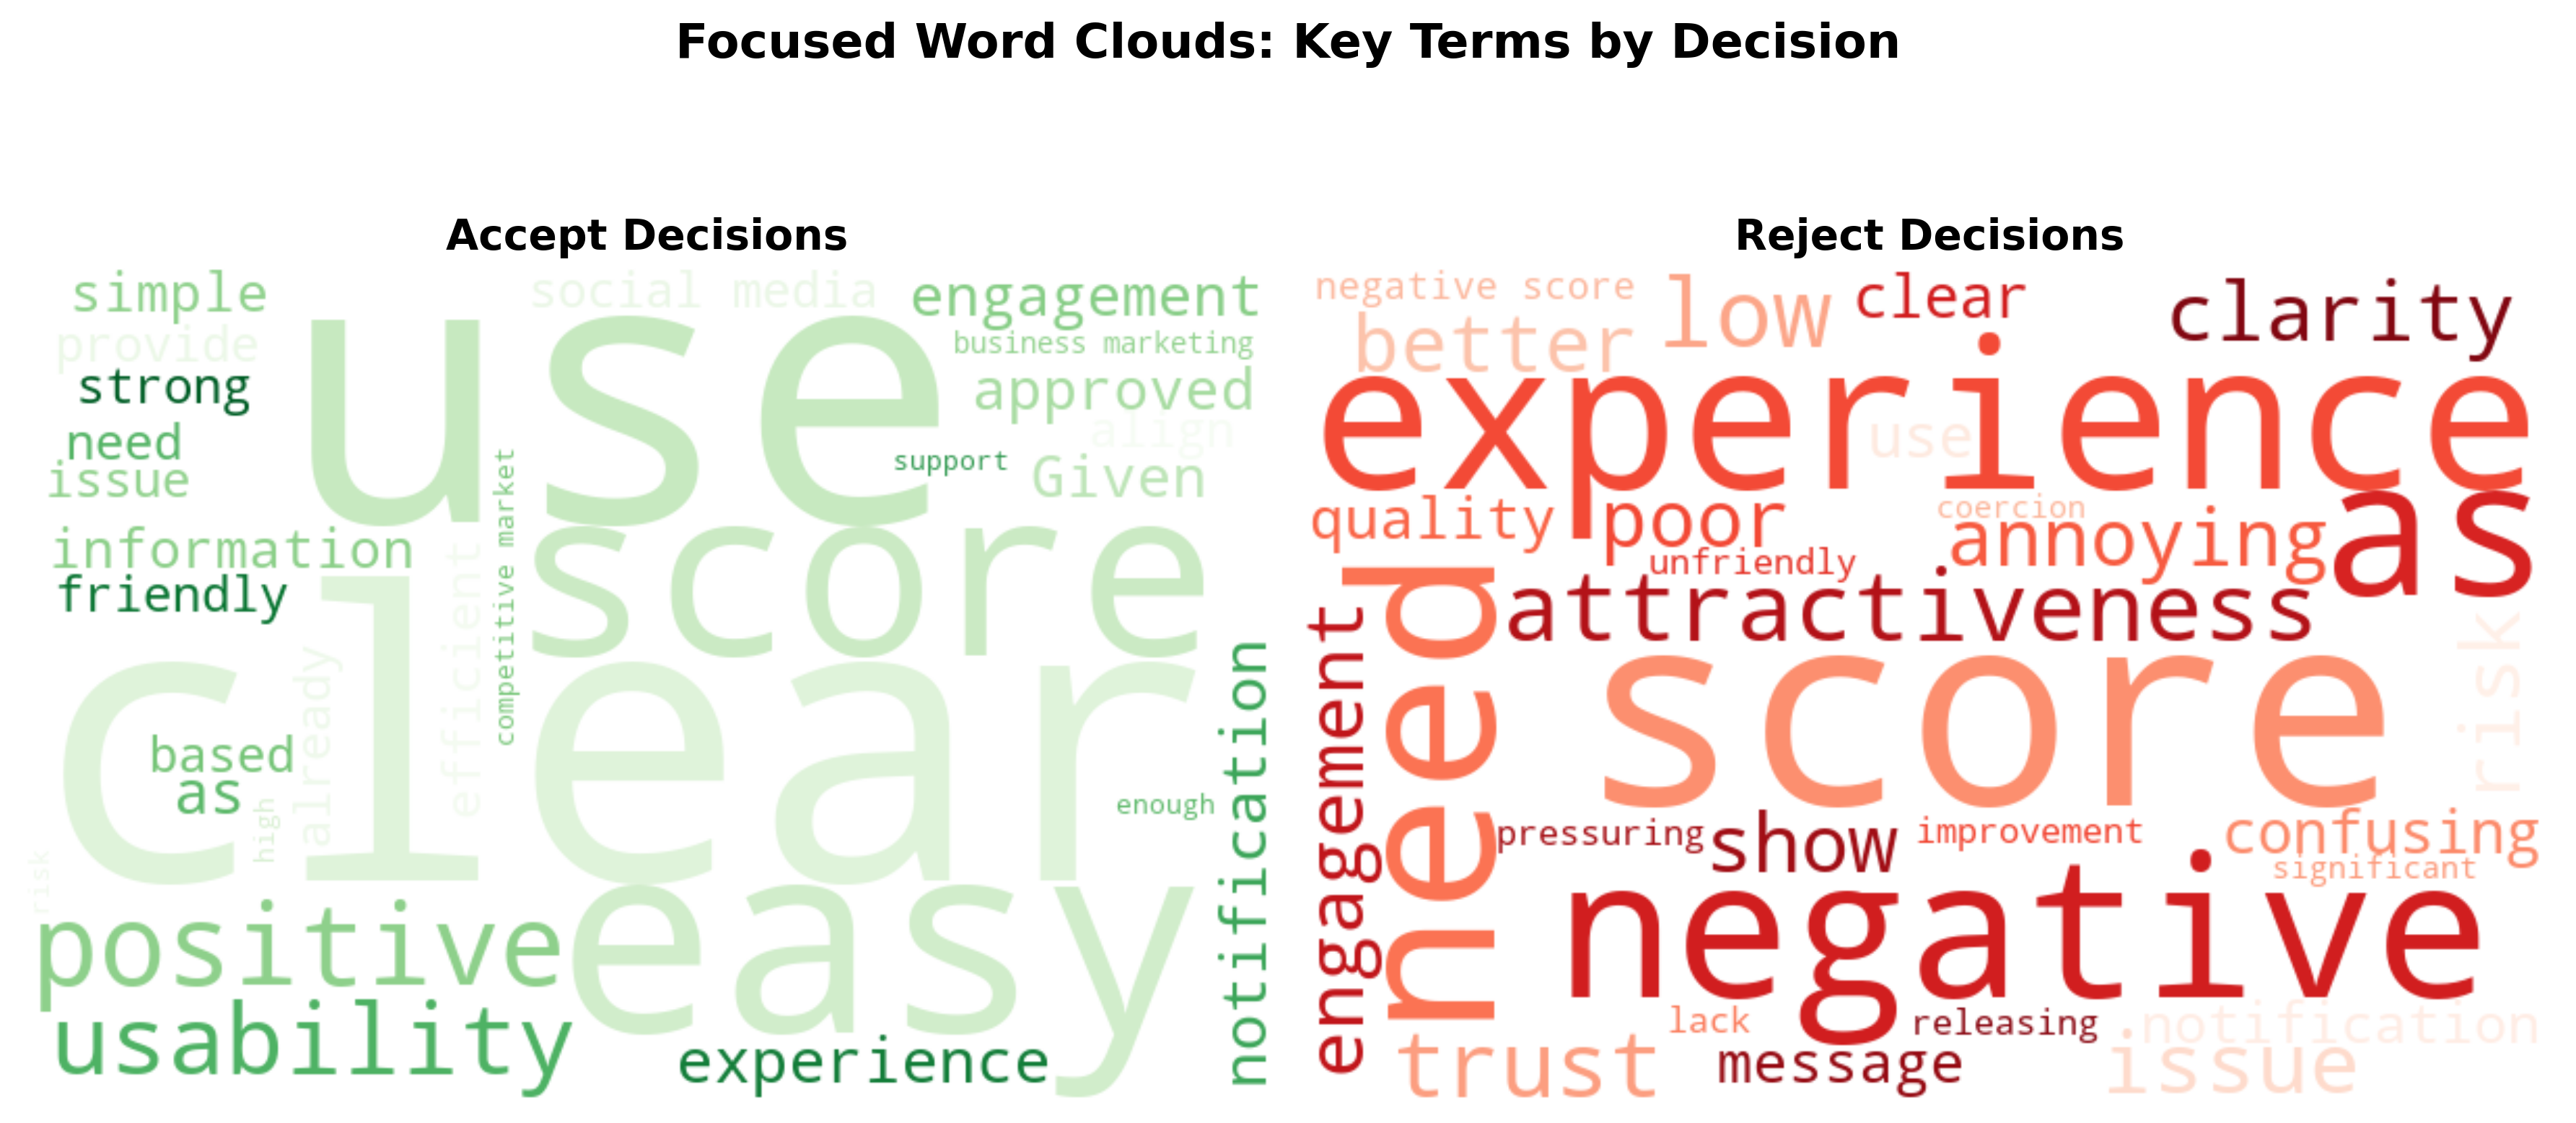 Focused Word Clouds: Key Terms by Decision
Accept Decisions
simple
social media
engagement
provide
use
business marketing
strong
approved
need
align
issue
support
Given
information
score
competitive market
friendly
efficient
clear
already
notification
based
as
high
enough
risk
positive
easy
usability
experience
Reject Decisions
negative score
low
clear
clarity
better
experience
use
quality
poor
coercion
annoying
as
unfriendly
attractiveness
need
engagement
risk
score
pressuring
show
improvement
confusing
significant
negative
lack
releasing
notification
trust
message
issue